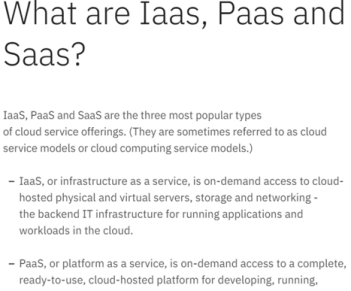 What are Iaas, Paas and
Saas?
IaaS, PaaS and SaaS are the three most popular types
of cloud service offerings. (They are sometimes referred to as cloud
service models or cloud computing service models.)
– IaaS, or infrastructure as a service, is on-demand access to cloud-
hosted physical and virtual servers, storage and networking -
the backend IT infrastructure for running applications and
workloads in the cloud.
– PaaS, or platform as a service, is on-demand access to a complete,
ready-to-use, cloud-hosted platform for developing, running,